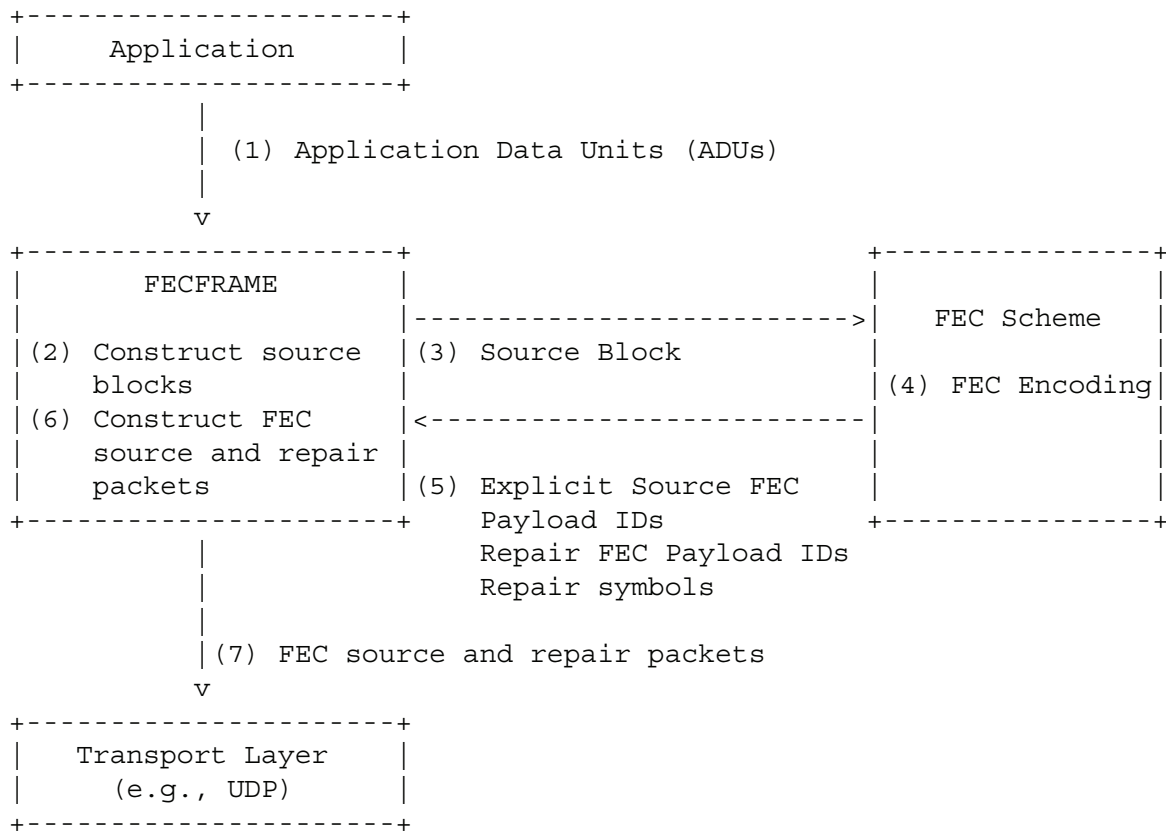 Application
(1) Application Data Units (ADUs)
v
FECFRAME
> FEC Scheme
(2) Construct source (3) Source Block
blocks (4) FEC Encoding
(6) Construct FEC <
source and repair
packets (5) Explicit Source FEC
Payload IDs
Repair FEC Payload IDs
Repair symbols
(7) FEC source and repair packets
v
Transport Layer
(e.g., UDP)